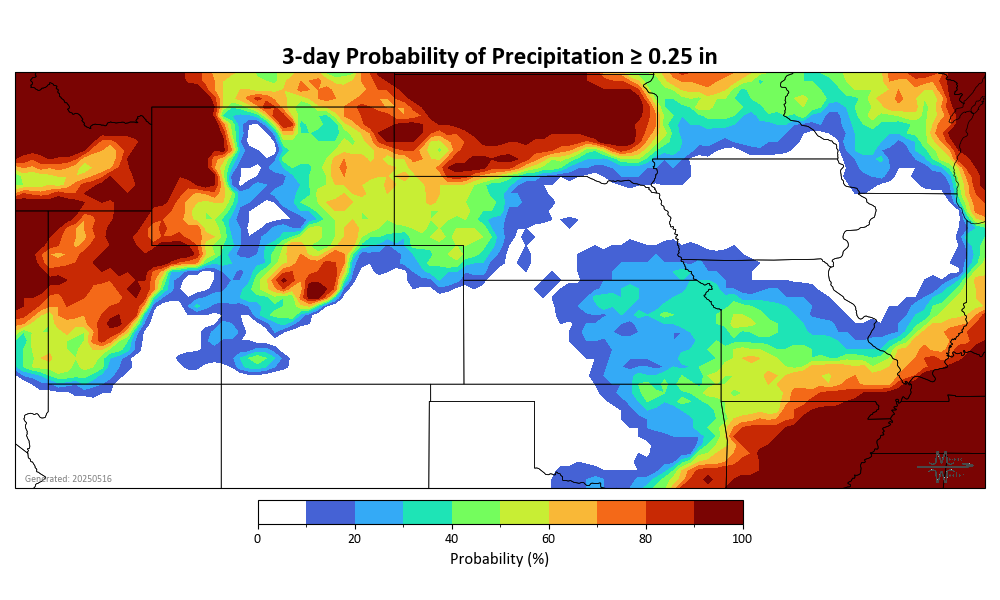 3-day Probability of Precipitation ≥ 0.25 in
Generated: 20250516
0 20 40 60 80 100
Probability (%)